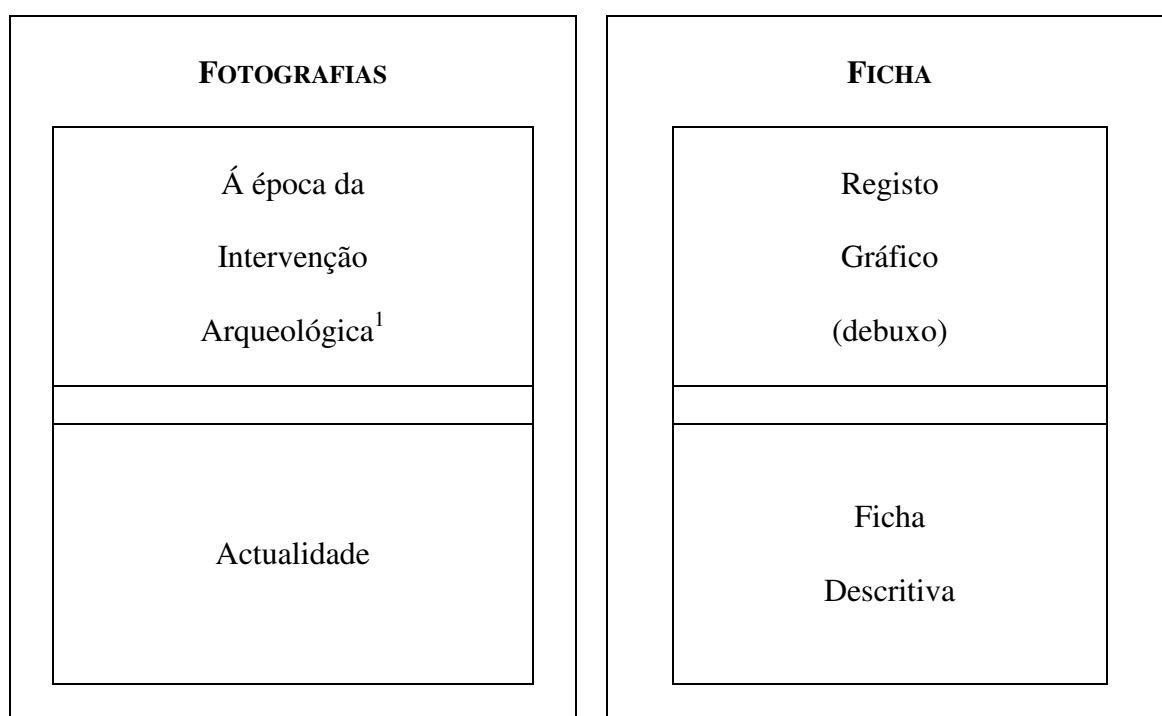 FOTOGRAFIAS
Á época da
Intervenção
Arqueológica¹
Actualidade
FICHA
Registo
Gráfico
(debuxo)
Ficha
Descritiva